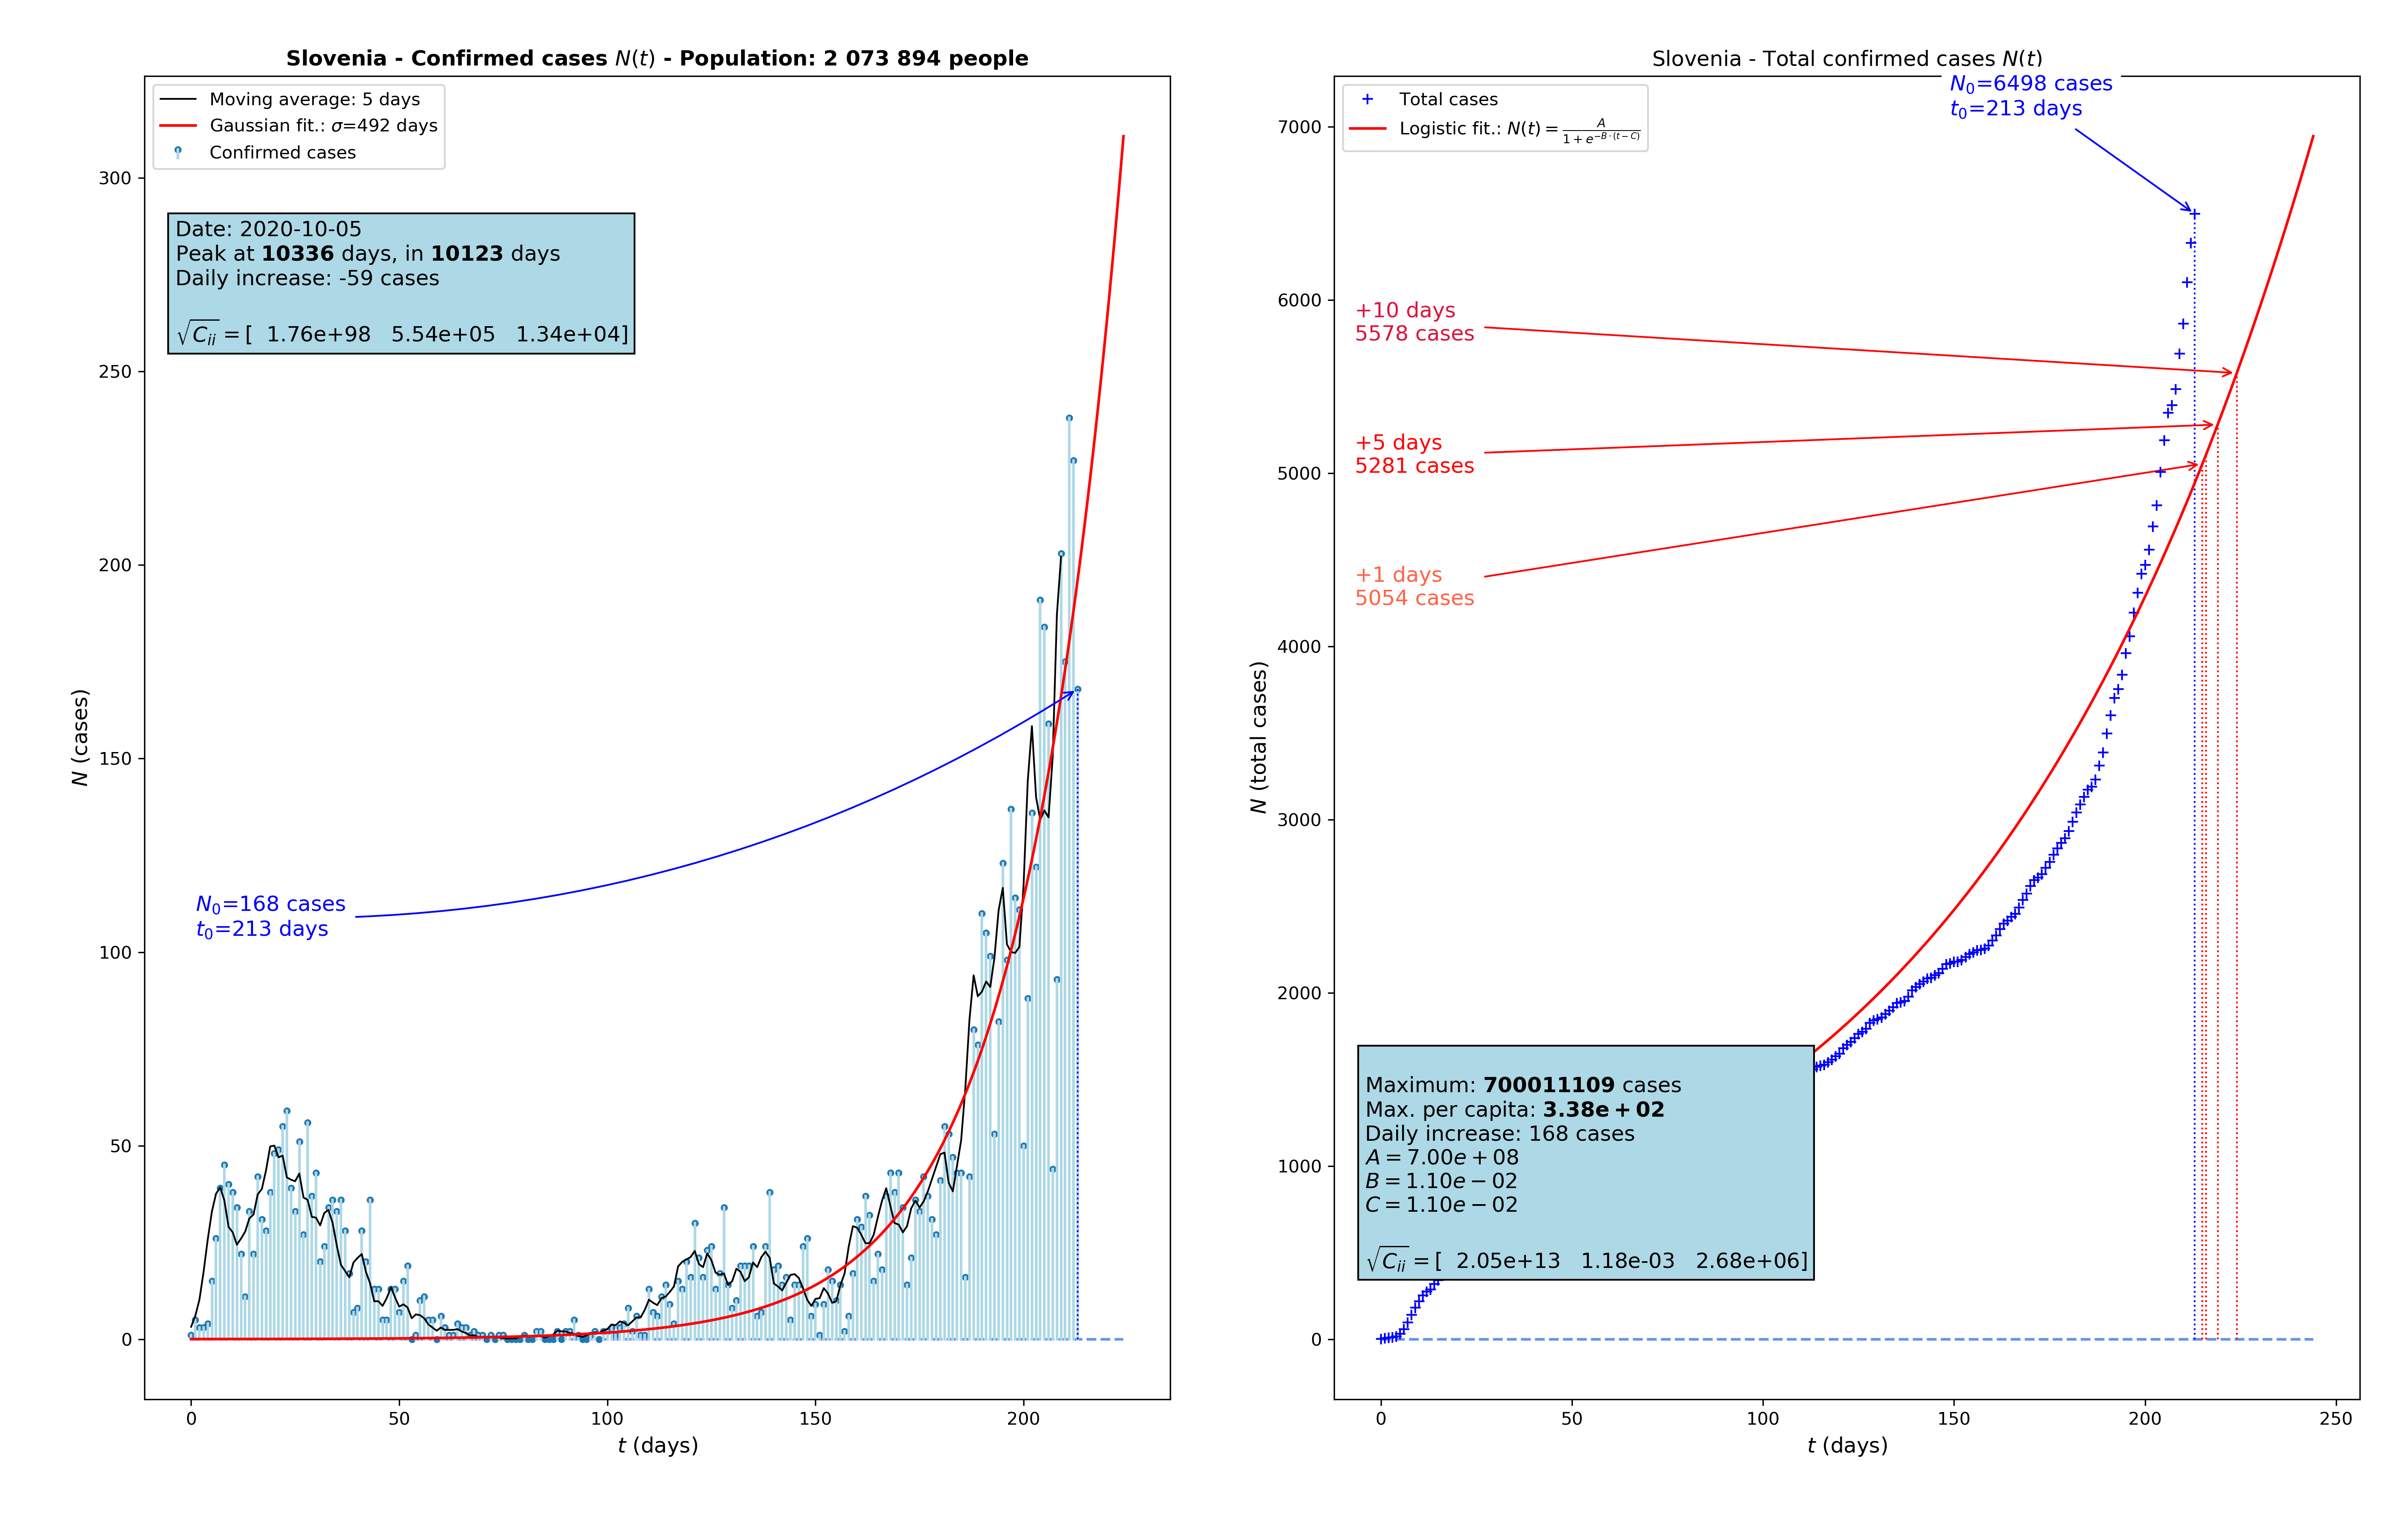 Slovenia - Confirmed cases N(t) - Population: 2 073 894 people
Moving average: 5 days
Gaussian fit.: σ=492 days
Confirmed cases
Date: 2020-10-05
Peak at 10336 days, in 10123 days
Daily increase: -59 cases
√C_ii = [ 1.76e+98 5.54e+05 1.34e+04]
N_0=168 cases
t_0=213 days
300
250
200
150
100
50
0
N (cases)
0 50 100 150 200
t (days)
Slovenia - Total confirmed cases N(t)
Total cases
Logistic fit.: N(t) = A / (1 + e^{-B·(t-C)})
N_0=6498 cases
t_0=213 days
+10 days
5578 cases
+5 days
5281 cases
+1 days
5054 cases
Maximum: 700011109 cases
Max. per capita: 3.38e + 02
Daily increase: 168 cases
A = 7.00e + 08
B = 1.10e − 02
C = 1.10e − 02
√C_ii = [ 2.05e+13 1.18e-03 2.68e+06]
7000
6000
5000
4000
3000
2000
1000
0
N (total cases)
0 50 100 150 200 250
t (days)